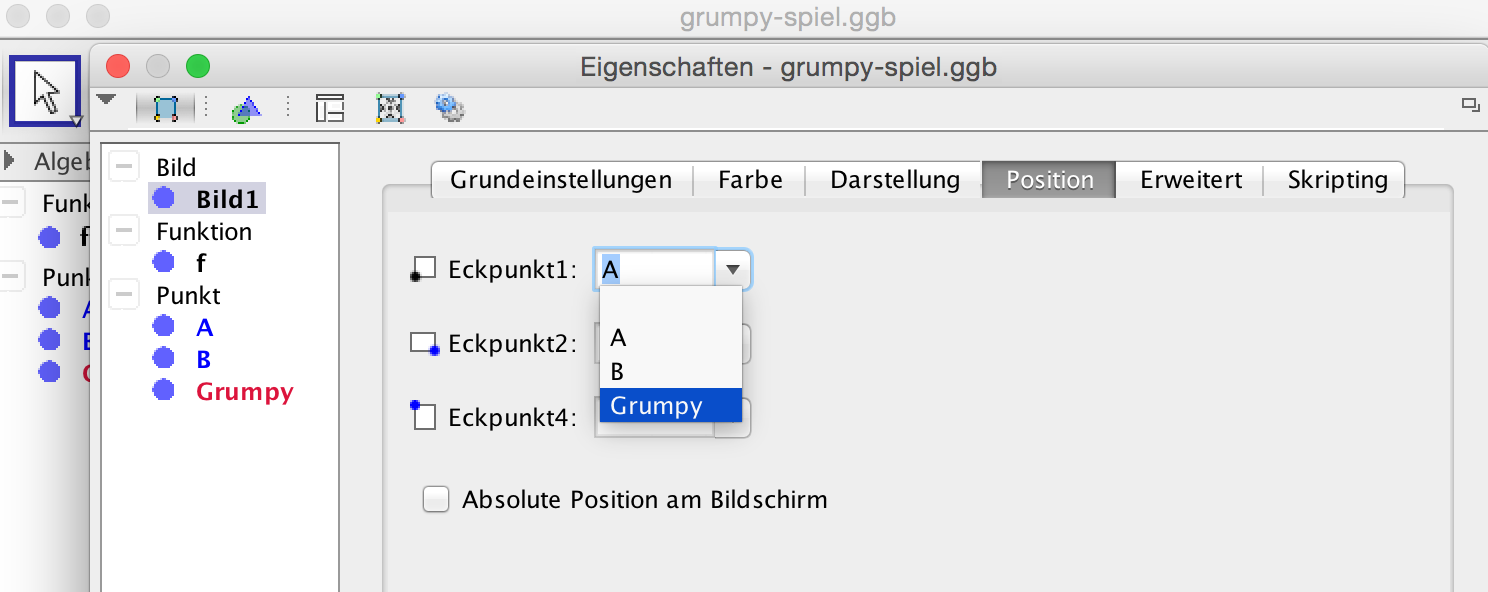 grumpy-spiel.ggb
Eigenschaften - grumpy-spiel.ggb
Algeb
Funk
f
Punk
Bild
Bild1
Funktion
f
Punkt
A
B
Grumpy
Grundeinstellungen
Farbe
Darstellung
Position
Erweitert
Skripting
Eckpunkt1: A
A
B
Grumpy
Eckpunkt2:
Eckpunkt4:
Absolute Position am Bildschirm